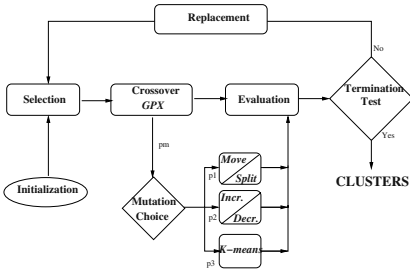 Replacement
No
Selection
Crossover
GPX
Evaluation
Termination
Test
pm
Yes
Initialization
Mutation
Choice
p1
Move
Split
p2
Incr.
Decr.
p3
K-means
CLUSTERS